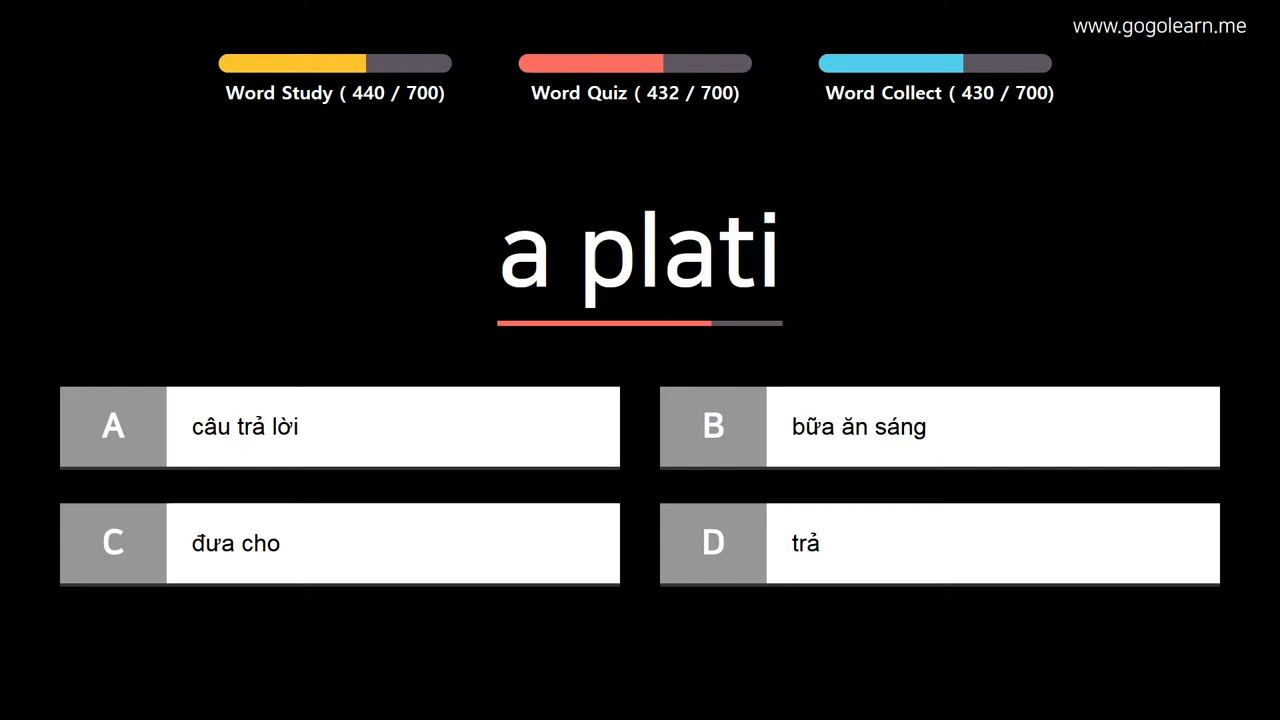 www.gogolearn.me
Word Study ( 440 / 700)
Word Quiz ( 432 / 700)
Word Collect ( 430 / 700)
a plati
A câu trả lời
B bữa ăn sáng
C đưa cho
D trả